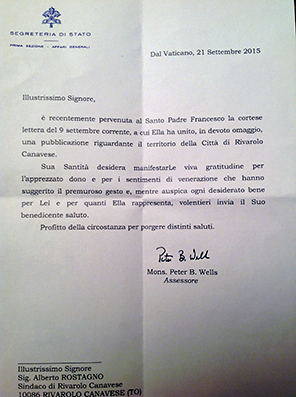 SEGRETERIA DI STATO
PRIMA SEZIONE - AFFARI GENERALI
Dal Vaticano, 21 Settembre 2015
Illustrissimo Signore,
è recentemente pervenuta al Santo Padre Francesco la cortese
lettera del 9 settembre corrente, a cui Ella ha unito, in devoto omaggio,
una pubblicazione riguardante il territorio della Città di Rivarolo
Canavese.
Sua Santità desidera manifestarLe viva gratitudine per
l'apprezzato dono e per i sentimenti di venerazione che hanno
suggerito il premuroso gesto e, mentre auspica ogni desiderato bene
per Lei e per quanti Ella rappresenta, volentieri invia il Suo
benedicente saluto.
Profitto della circostanza per porgere distinti saluti.
Peter B. Wells
Mons. Peter B. Wells
Assessore
Illustrissimo Signore
Sig. Alberto ROSTAGNO
Sindaco di Rivarolo Canavese
10086 RIVAROLO CANAVESE (TO)